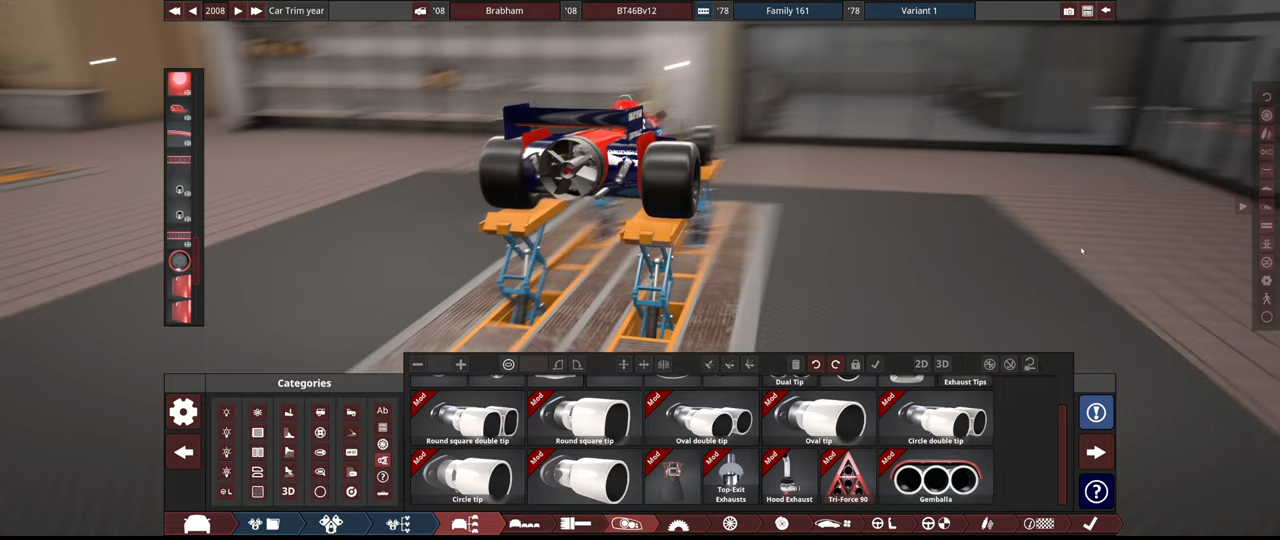 2008 Car Trim year '08 Brabham '08 BT46Bv12 '78 Family 161 '78 Variant 1
Categories
2D 3D
Dual Tip Exhaust Tips
Ab
3D
L
Mod Mod Mod Mod Mod
Round square double tip Round square tip Oval double tip Oval tip Circle double tip
Mod Mod Mod Mod Mod Mod Mod
Circle tip Top-Exit Exhausts Hood Exhaust Tri-Force 90 Gemballa